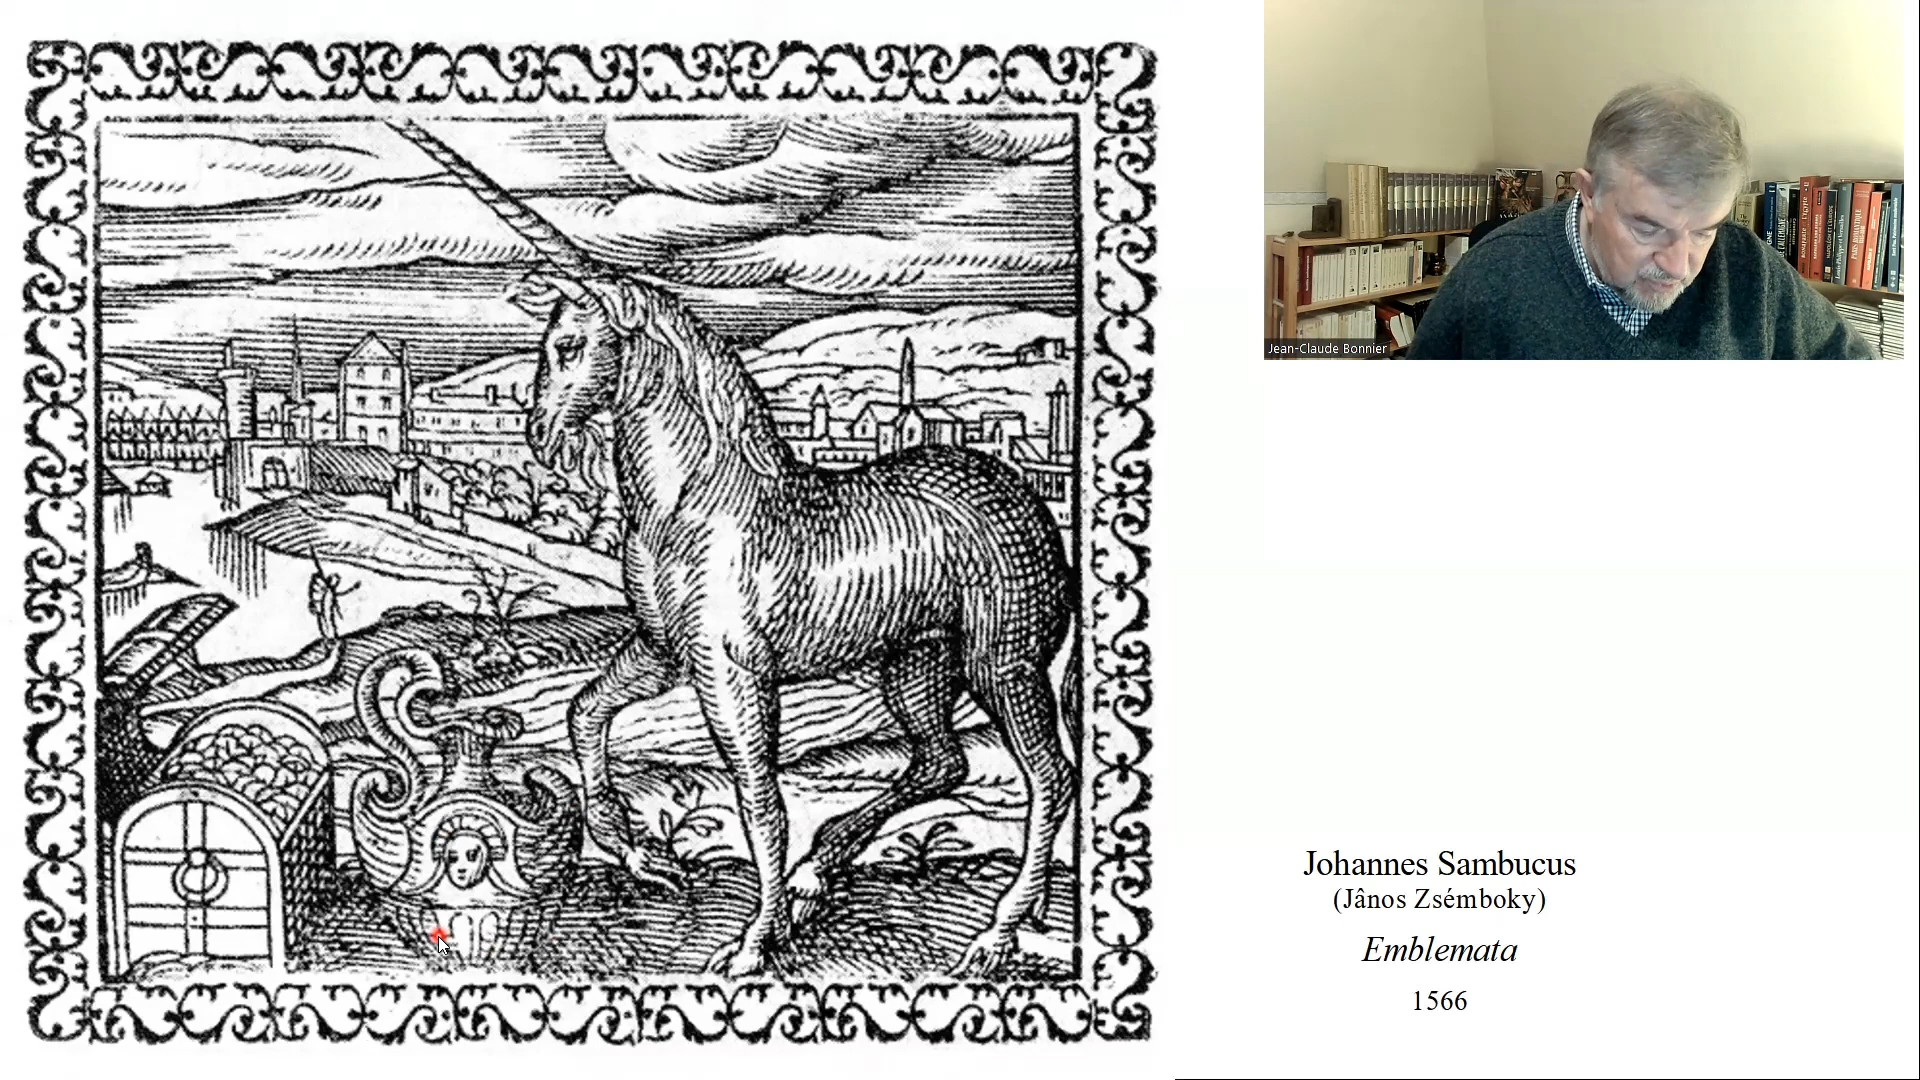 Jean-Claude Bonnier
Johannes Sambucus
(Jânos Zsémboky)
Emblemata
1566